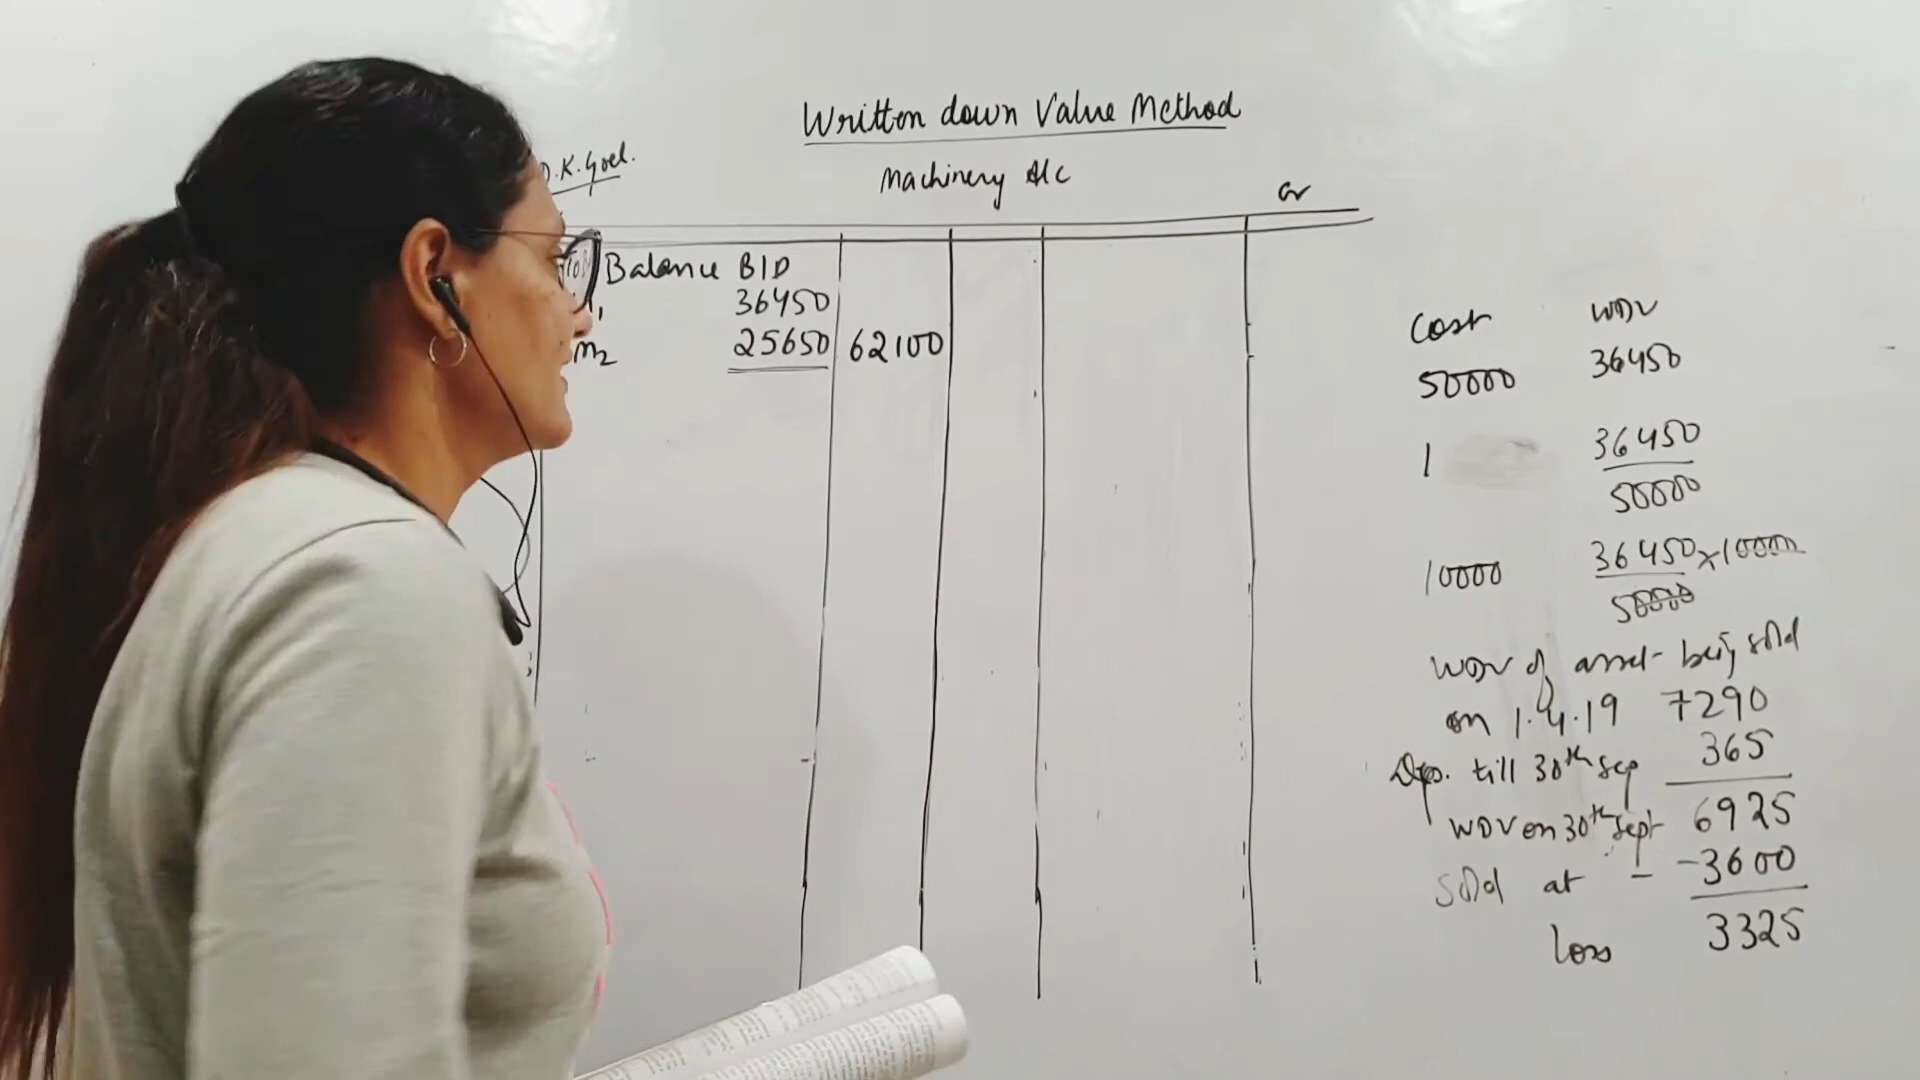 Written down Value Method
D.K. Goel.
Machinery A/c
Cr
Balance B/D
36450
m2 25650 62100
Cost WDV
50000 36450
1 36450
50000
10000 36450 x 10000
50000
WDV of asset being sold
on 1.4.19 7290
Dep. till 30th Sep 365
WDV on 30th Sept 6925
Sold at - -3600
loss 3325